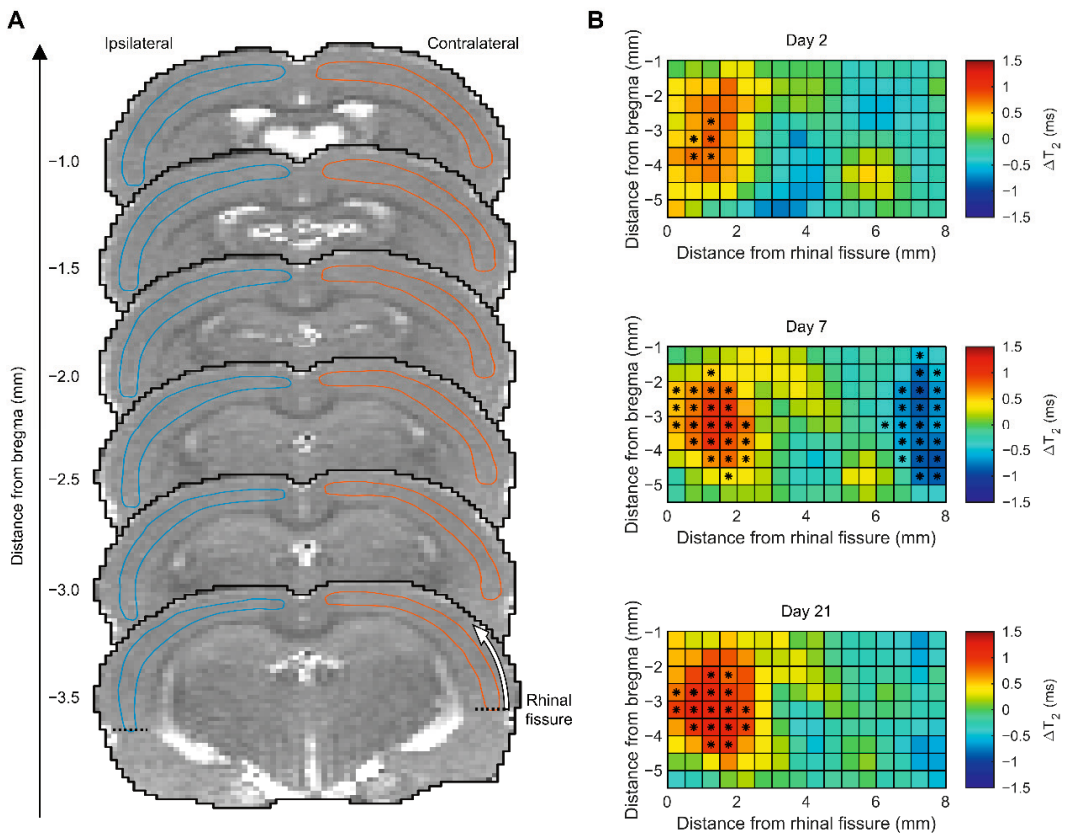 A
Ipsilateral
Contralateral
Distance from bregma (mm)
−1.0
−1.5
−2.0
−2.5
−3.0
−3.5
Rhinal
fissure
B
Day 2
Distance from bregma (mm)
−1
−2
−3
−4
−5
0 2 4 6 8
Distance from rhinal fissure (mm)
1.5
1
0.5
0
−0.5
−1
−1.5
ΔT2 (ms)
Day 7
Distance from bregma (mm)
−1
−2
−3
−4
−5
0 2 4 6 8
Distance from rhinal fissure (mm)
1.5
1
0.5
0
−0.5
−1
−1.5
ΔT2 (ms)
Day 21
Distance from bregma (mm)
−1
−2
−3
−4
−5
0 2 4 6 8
Distance from rhinal fissure (mm)
1.5
1
0.5
0
−0.5
−1
−1.5
ΔT2 (ms)